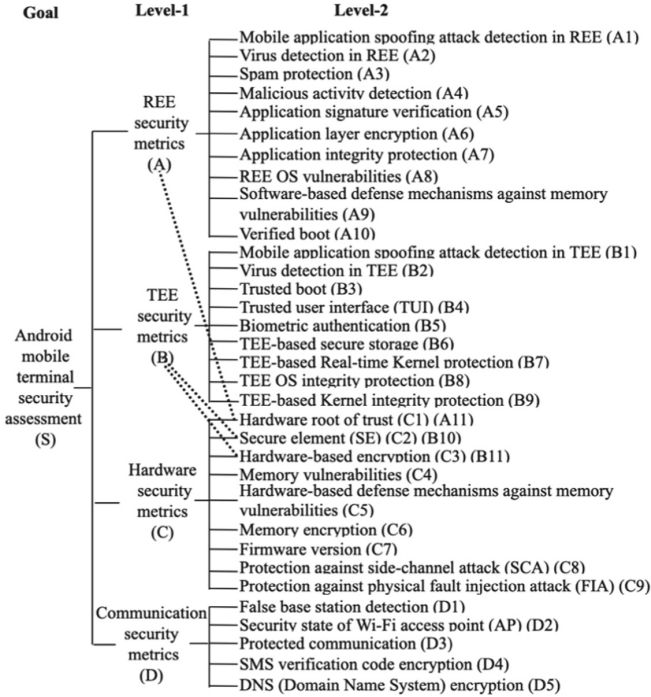 Goal
Level-1
Level-2
Android
mobile
terminal
security
assessment
(S)
REE
security
metrics
(A)
Mobile application spoofing attack detection in REE (A1)
Virus detection in REE (A2)
Spam protection (A3)
Malicious activity detection (A4)
Application signature verification (A5)
Application layer encryption (A6)
Application integrity protection (A7)
REE OS vulnerabilities (A8)
Software-based defense mechanisms against memory
vulnerabilities (A9)
Verified boot (A10)
TEE
security
metrics
(B)
Mobile application spoofing attack detection in TEE (B1)
Virus detection in TEE (B2)
Trusted boot (B3)
Trusted user interface (TUI) (B4)
Biometric authentication (B5)
TEE-based secure storage (B6)
TEE-based Real-time Kernel protection (B7)
TEE OS integrity protection (B8)
TEE-based Kernel integrity protection (B9)
Hardware
security
metrics
(C)
Hardware root of trust (C1) (A11)
Secure element (SE) (C2) (B10)
Hardware-based encryption (C3) (B11)
Memory vulnerabilities (C4)
Hardware-based defense mechanisms against memory
vulnerabilities (C5)
Memory encryption (C6)
Firmware version (C7)
Protection against side-channel attack (SCA) (C8)
Protection against physical fault injection attack (FIA) (C9)
Communication
security
metrics
(D)
False base station detection (D1)
Security state of Wi-Fi access point (AP) (D2)
Protected communication (D3)
SMS verification code encryption (D4)
DNS (Domain Name System) encryption (D5)